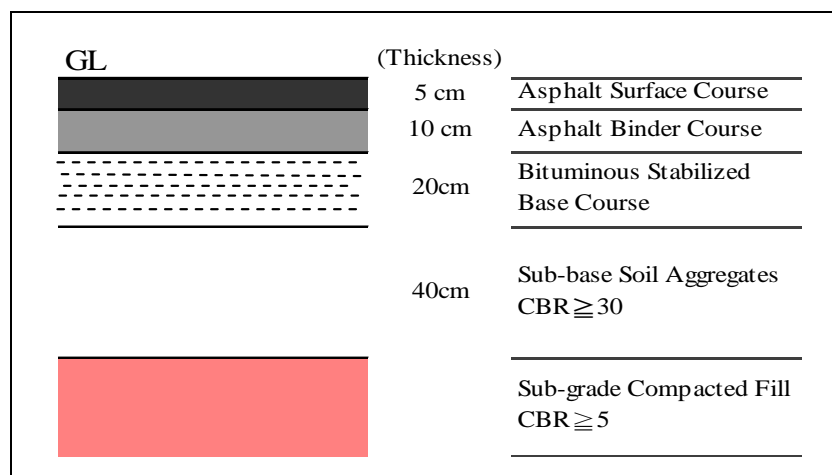 GL
(Thickness)
5 cm
Asphalt Surface Course
10 cm
Asphalt Binder Course
20cm
Bituminous Stabilized
Base Course
40cm
Sub-base Soil Aggregates
CBR≧30
Sub-grade Compacted Fill
CBR≧5